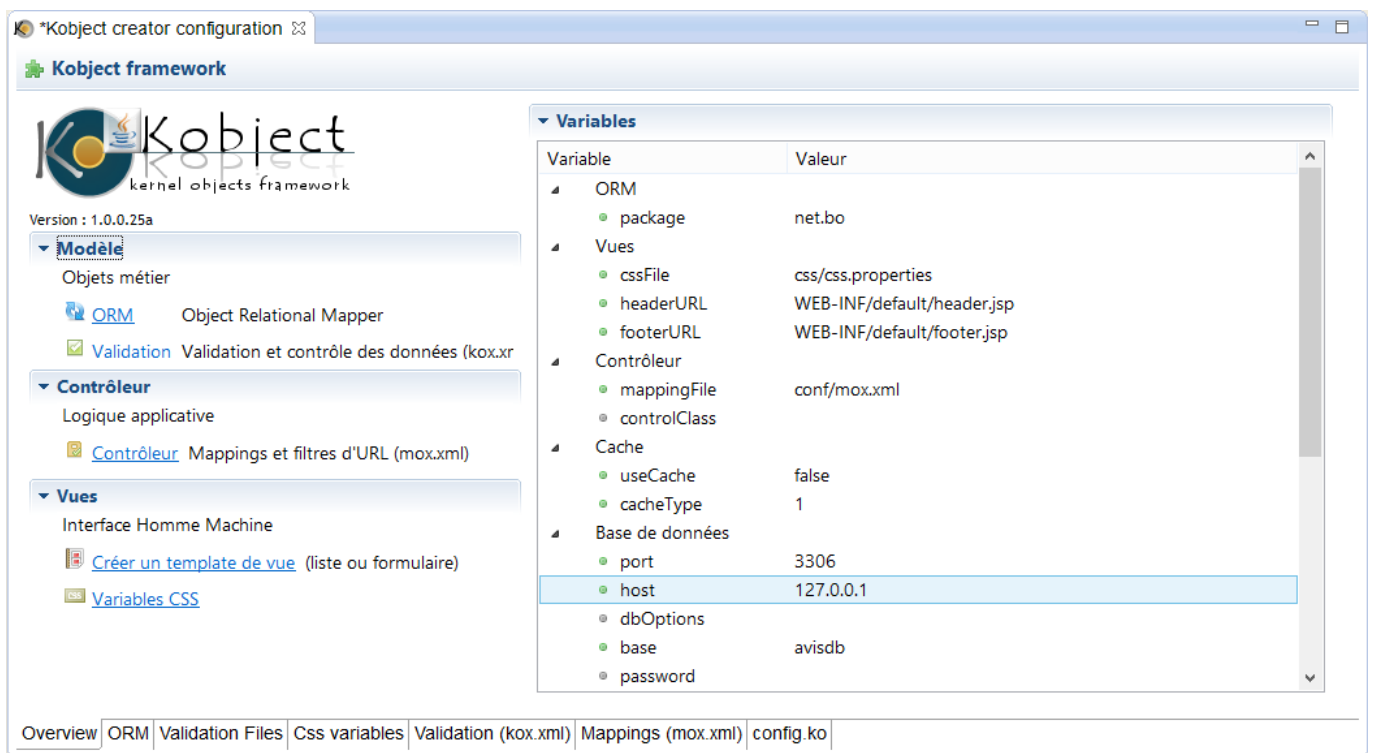 *Kobject creator configuration
Kobject framework
Kobject
kernel objects framework
Version : 1.0.0.25a
Modèle
Objets métier
ORM Object Relational Mapper
Validation Validation et contrôle des données (kox.xr
Contrôleur
Logique applicative
Contrôleur Mappings et filtres d'URL (mox.xml)
Vues
Interface Homme Machine
Créer un template de vue (liste ou formulaire)
CSS Variables CSS
Variables
Variable Valeur
ORM
package net.bo
Vues
cssFile css/css.properties
headerURL WEB-INF/default/header.jsp
footerURL WEB-INF/default/footer.jsp
Contrôleur
mappingFile conf/mox.xml
controlClass
Cache
useCache false
cacheType 1
Base de données
port 3306
host 127.0.0.1
dbOptions
base avisdb
password
Overview ORM Validation Files Css variables Validation (kox.xml) Mappings (mox.xml) config.ko